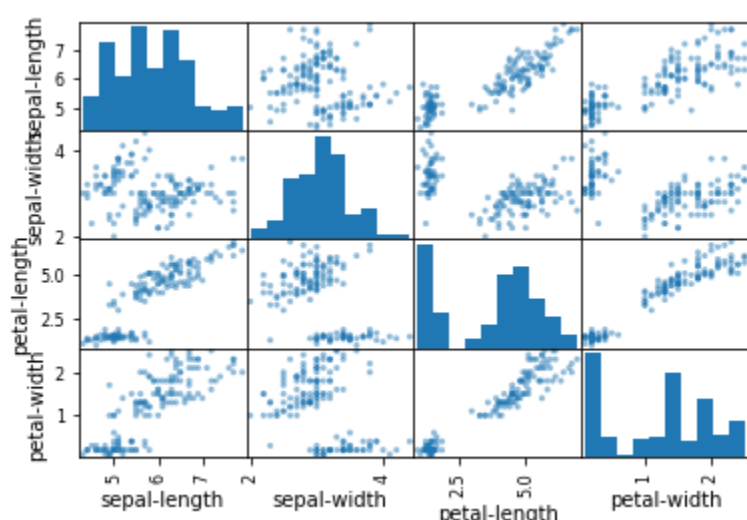 sepal-length
7
6
5
sepal-width
4
2
petal-length
5.0
2.5
petal-width
2
1
5 6 7 2 4 2.5 5.0 1 2
sepal-length sepal-width petal-length petal-width